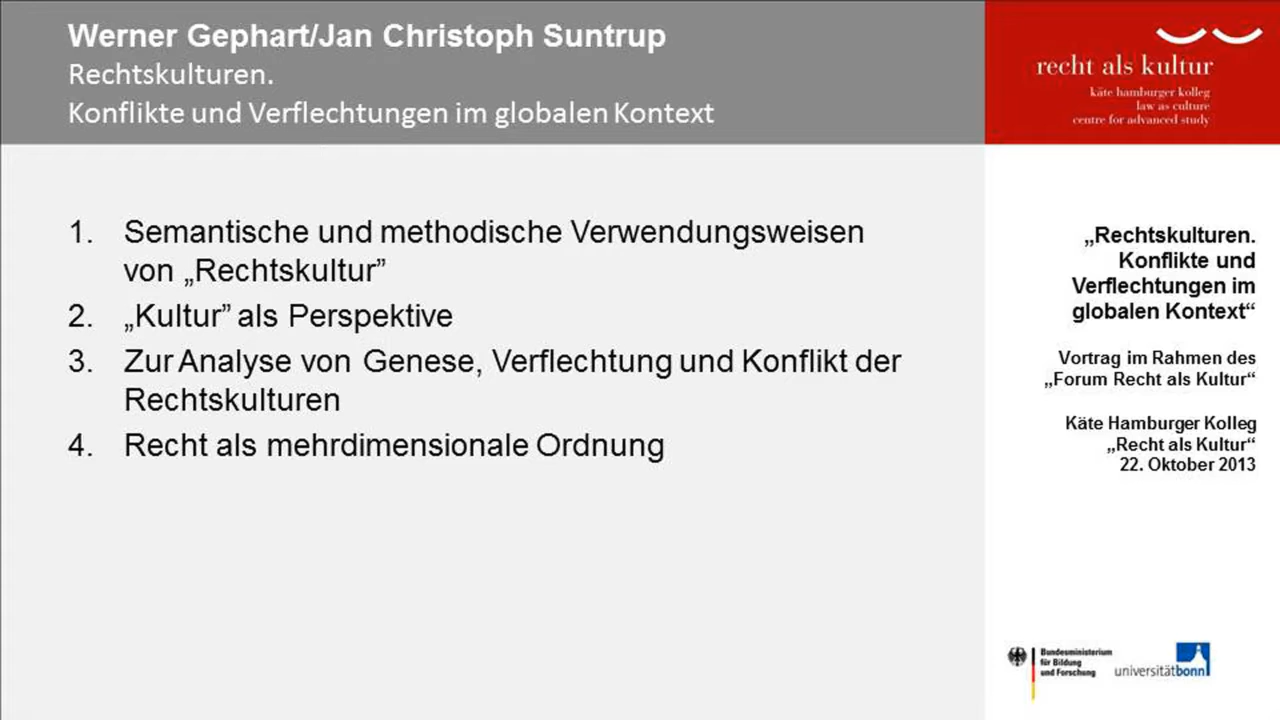 Werner Gephart/Jan Christoph Suntrup
Rechtskulturen.
Konflikte und Verflechtungen im globalen Kontext
recht als kultur
käte hamburger kolleg
law as culture
centre for advanced study
1. Semantische und methodische Verwendungsweisen
von „Rechtskultur”
2. „Kultur” als Perspektive
3. Zur Analyse von Genese, Verflechtung und Konflikt der
Rechtskulturen
4. Recht als mehrdimensionale Ordnung
„Rechtskulturen.
Konflikte und
Verflechtungen im
globalen Kontext“
Vortrag im Rahmen des
„Forum Recht als Kultur“
Käte Hamburger Kolleg
„Recht als Kultur“
22. Oktober 2013
Bundesministerium
für Bildung
und Forschung
universitätbonn